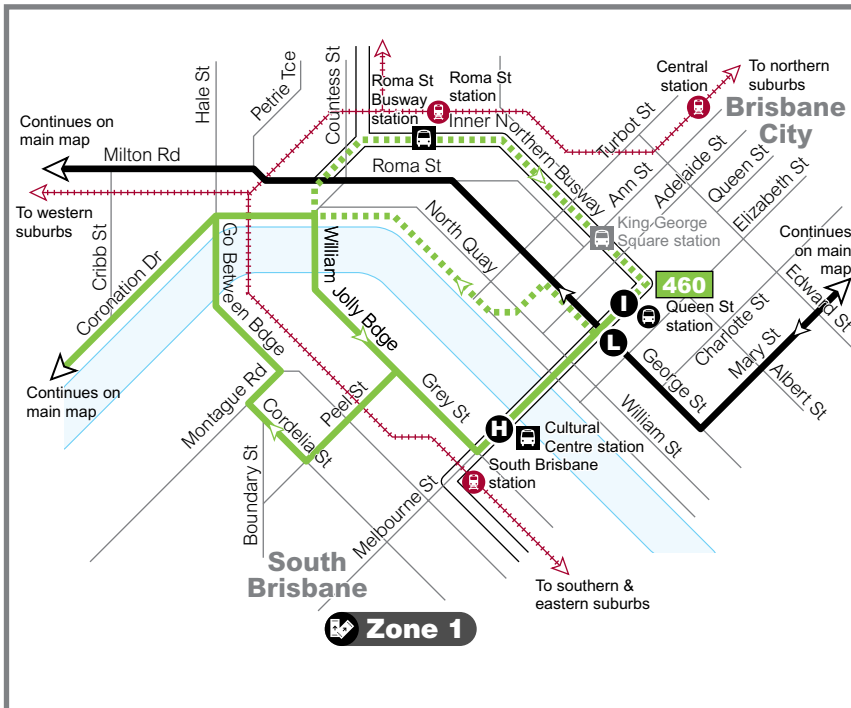 Hale St
Petrie Tce
Countess St
Roma St
Busway
station
Roma St
station
Central
station
To northern
suburbs
Brisbane
City
Continues on
main map
Milton Rd
Inner Northern Busway
Turbot St
Ann St
Adelaide St
Queen St
Elizabeth St
Roma St
To western
suburbs
Cribb St
Coronation Dr
Go Between Bdge
William
Jolly Bdge
North Quay
King George
Square station
460
Queen St
station
Continues
on main
map
Edward St
I
L
H
Charlotte St
Mary St
Albert St
George St
William St
Continues on
main map
Montague Rd
Cordelia St
Peel St
Grey St
Boundary St
Cultural
Centre station
South Brisbane
station
Melbourne St
South
Brisbane
To southern &
eastern suburbs
Zone 1